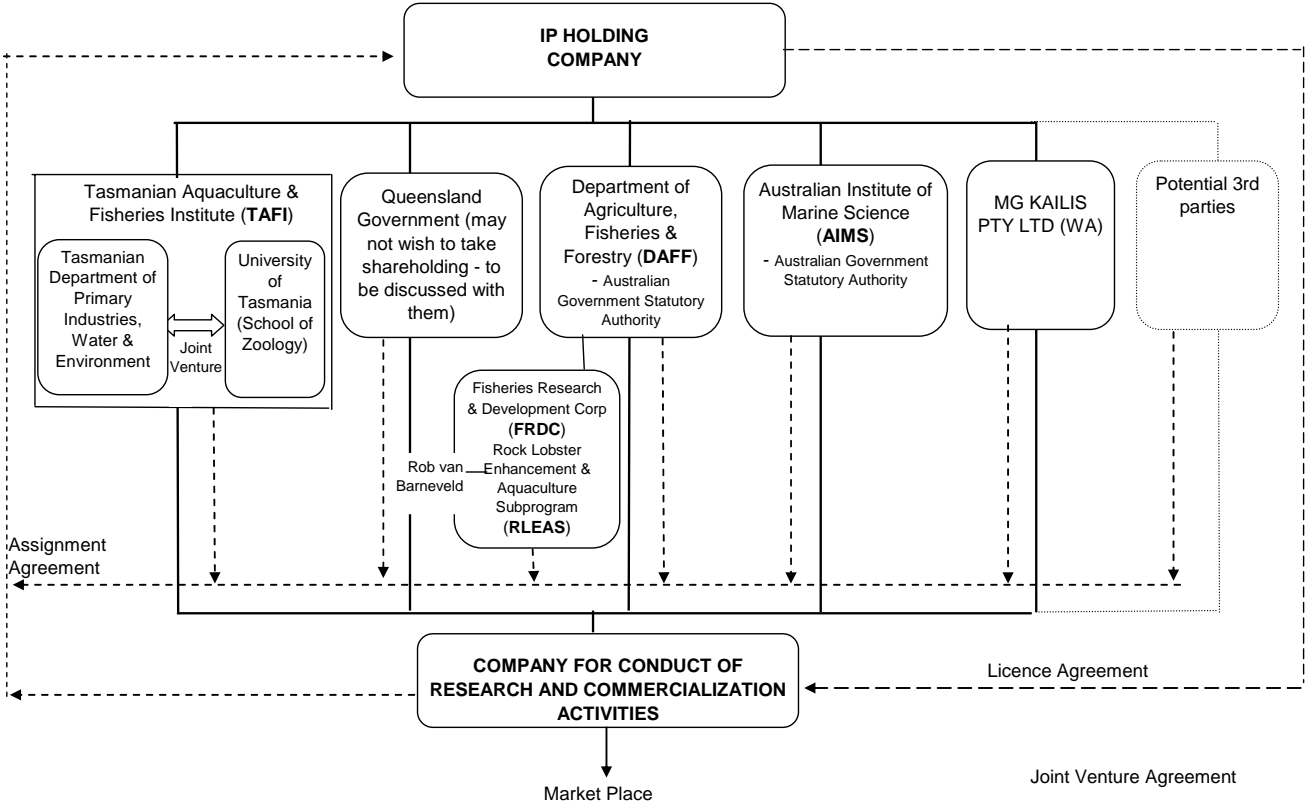 IP HOLDING
COMPANY
Tasmanian Aquaculture &
Fisheries Institute (TAFI)
Tasmanian
Department of
Primary
Industries,
Water &
Environment
Joint
Venture
University
of
Tasmania
(School of
Zoology)
Queensland
Government (may
not wish to take
shareholding - to
be discussed with
them)
Department of
Agriculture,
Fisheries &
Forestry (DAFF)
- Australian
Government Statutory
Authority
Australian Institute of
Marine Science
(AIMS)
- Australian Government
Statutory Authority
MG KAILIS
PTY LTD (WA)
Potential 3rd
parties
Fisheries Research
& Development Corp
(FRDC)
Rock Lobster
Enhancement &
Aquaculture
Subprogram
(RLEAS)
Rob van
Barneveld
Assignment
Agreement
COMPANY FOR CONDUCT OF
RESEARCH AND COMMERCIALIZATION
ACTIVITIES
Licence Agreement
Market Place
Joint Venture Agreement